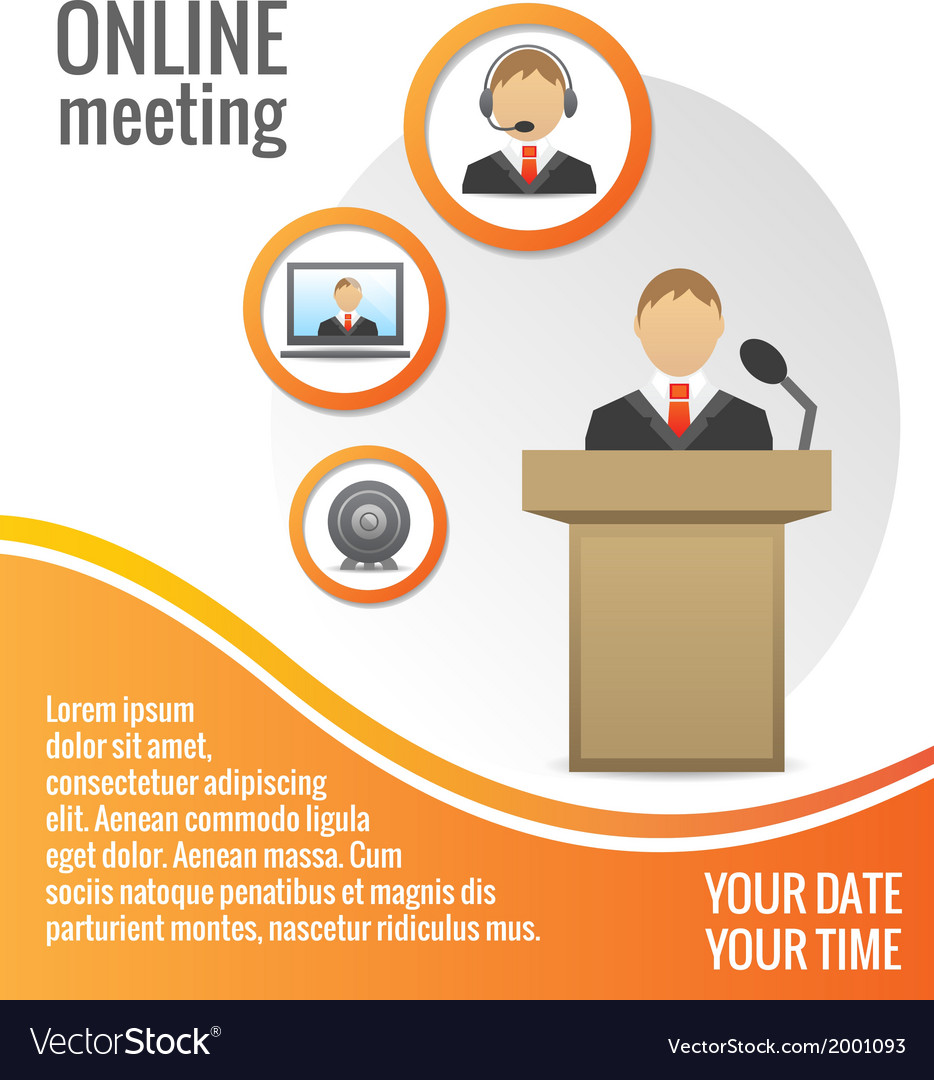 ONLINE
meeting
Lorem ipsum
dolor sit amet,
consectetuer adipiscing
elit. Aenean commodo ligula
eget dolor. Aenean massa. Cum
sociis natoque penatibus et magnis dis
parturient montes, nascetur ridiculus mus.
YOUR DATE
YOUR TIME
VectorStock®
VectorStock.com/2001093